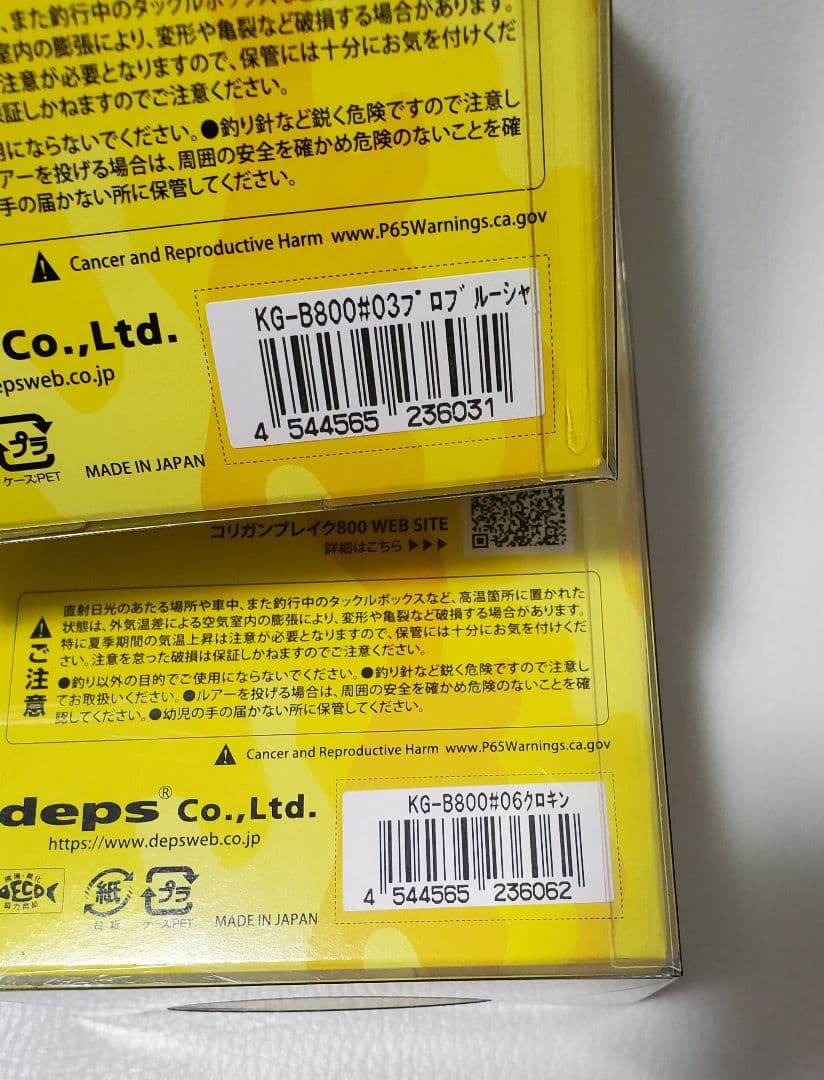 、また釣行中のタックルボックスなど
室内の膨張により、変形や亀裂など破損する場合があります。
注意が必要となりますので、保管には十分にお気を付けくだ
証しかねますのでご注意ください。
用にならないでください。●釣り針など鋭く危険ですので注意し
アーを投げる場合は、周囲の安全を確かめ危険のないことを確
手の届かない所に保管してください。
Cancer and Reproductive Harm www.P65Warnings.ca.gov
Co.,Ltd.
epsweb.co.jp
プラ
ケース:PET
MADE IN JAPAN
KG-B800#03ブロブルーシャ
4 544565 236031
コリガンブレイク800 WEB SITE
詳細はこちら ▶▶▶
ご注意
直射日光のあたる場所や車中、また釣行中のタックルボックスなど、高温箇所に置かれた
状態は、外気温差による空気室内の膨張により、変形や亀裂など破損する場合があります。
特に夏季期間の気温上昇は注意が必要となりますので、保管には十分にお気を付けくだ
さい。注意を怠った破損は保証しかねますのでご注意ください。
●釣り以外の目的でご使用にならないでください。●釣り針など鋭く危険ですので注意し
てお取扱いください。●ルアーを投げる場合は、周囲の安全を確かめ危険のないことを確
認してください。●幼児の手の届かない所に保管してください。
Cancer and Reproductive Harm www.P65Warnings.ca.gov
deps® Co.,Ltd.
https://www.depsweb.co.jp
ECO
紙
台紙
プラ
ケース:PET
MADE IN JAPAN
KG-B800#06クロキン
4 544565 236062